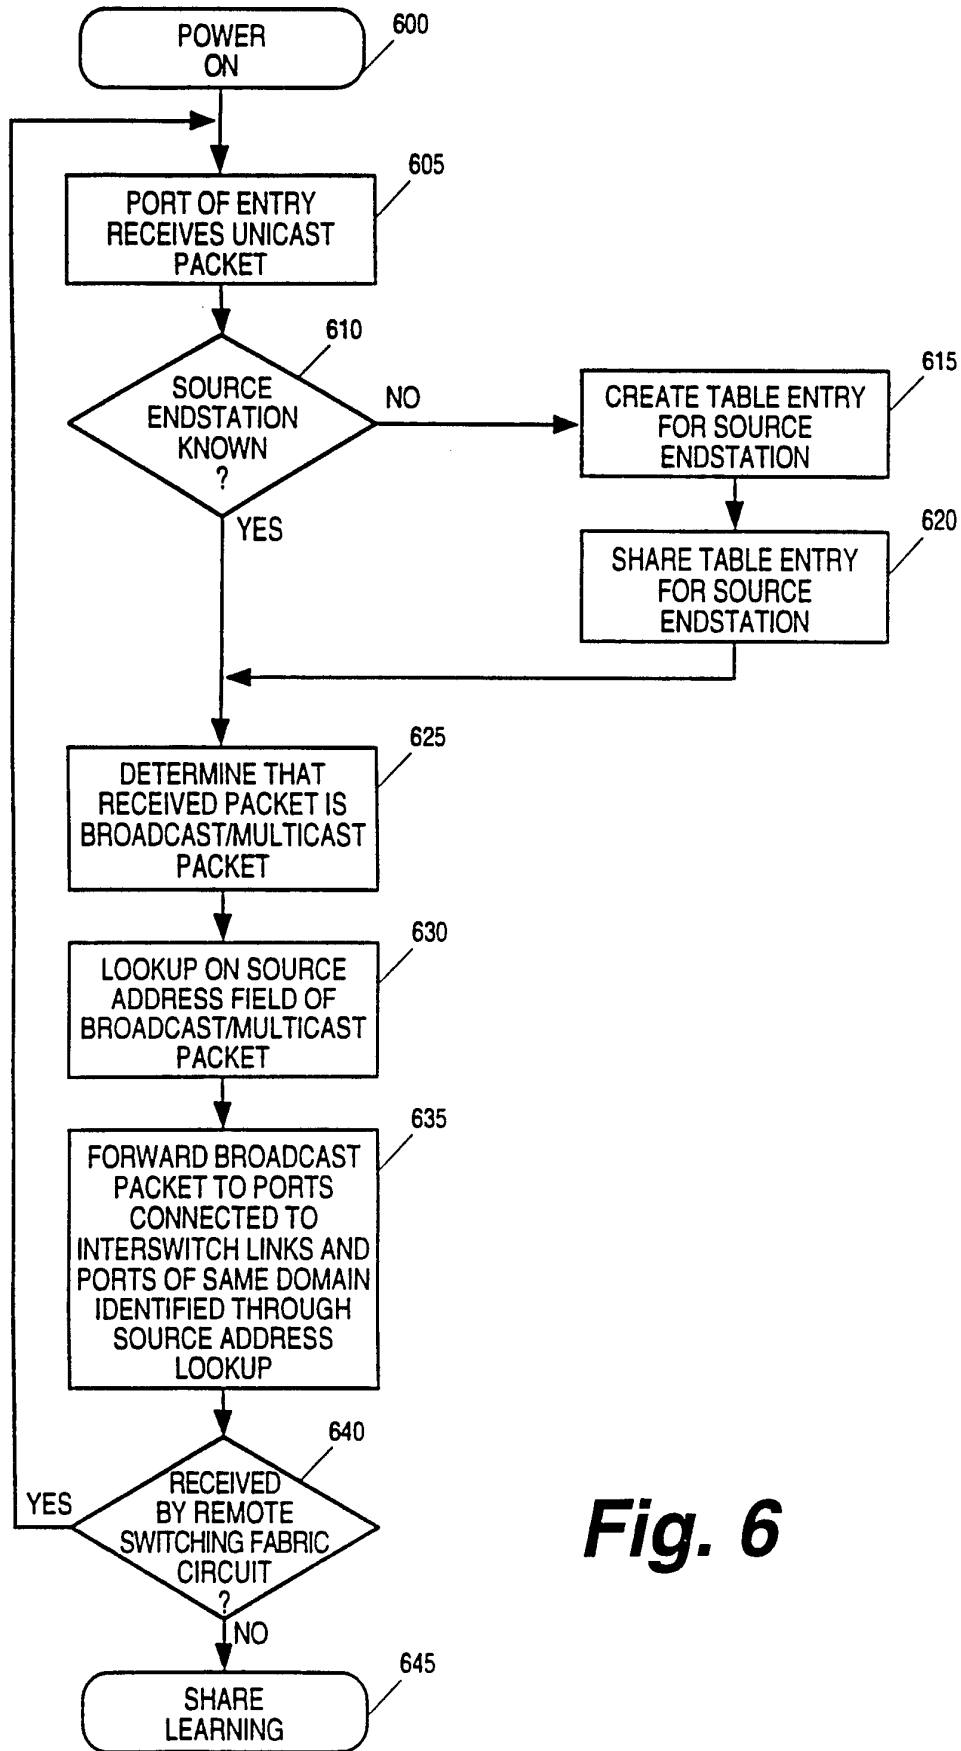 POWER
ON
600
605
PORT OF ENTRY
RECEIVES UNICAST
PACKET
610
SOURCE
ENDSTATION
KNOWN
?
NO
YES
615
CREATE TABLE ENTRY
FOR SOURCE
ENDSTATION
620
SHARE TABLE ENTRY
FOR SOURCE
ENDSTATION
625
DETERMINE THAT
RECEIVED PACKET IS
BROADCAST/MULTICAST
PACKET
630
LOOKUP ON SOURCE
ADDRESS FIELD OF
BROADCAST/MULTICAST
PACKET
635
FORWARD BROADCAST
PACKET TO PORTS
CONNECTED TO
INTERSWITCH LINKS AND
PORTS OF SAME DOMAIN
IDENTIFIED THROUGH
SOURCE ADDRESS
LOOKUP
640
YES
RECEIVED
BY REMOTE
SWITCHING FABRIC
CIRCUIT
?
NO
645
SHARE
LEARNING
Fig. 6